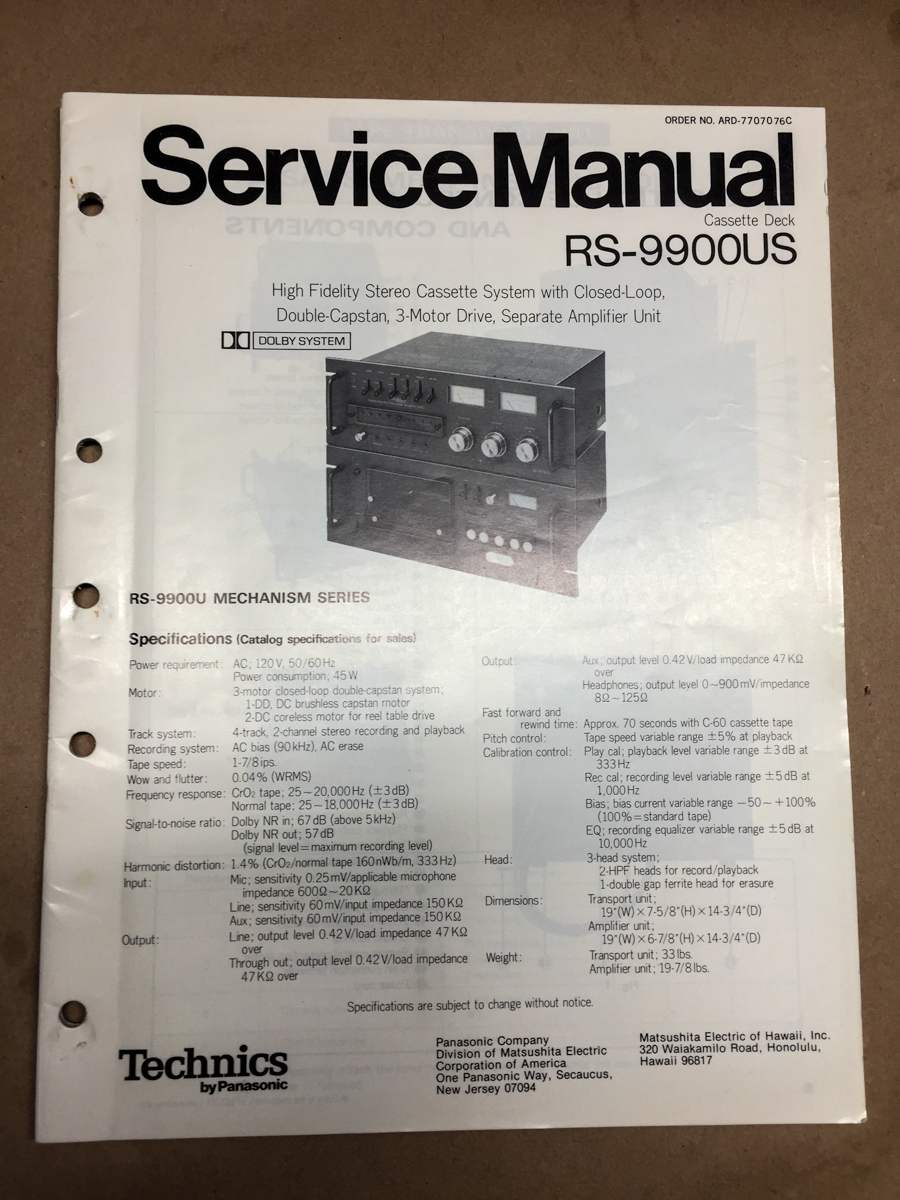 ORDER NO. ARD-7707076C
Service Manual
Cassette Deck
RS-9900US
High Fidelity Stereo Cassette System with Closed-Loop,
Double-Capstan, 3-Motor Drive, Separate Amplifier Unit
DOLBY SYSTEM
RS-9900U MECHANISM SERIES
Specifications (Catalog specifications for sales)
Power requirement: AC; 120V, 50/60Hz
Power consumption; 45W
Motor: 3-motor closed-loop double-capstan system;
1-DD, DC brushless capstan motor
2-DC coreless motor for reel table drive
Track system: 4-track, 2-channel stereo recording and playback
Recording system: AC bias (90kHz), AC erase
Tape speed: 1-7/8 ips.
Wow and flutter: 0.04% (WRMS)
Frequency response: CrO₂ tape; 25~20,000Hz (±3dB)
Normal tape; 25~18,000Hz (±3dB)
Signal-to-noise ratio: Dolby NR in; 67dB (above 5kHz)
Dolby NR out; 57dB
(signal level=maximum recording level)
Harmonic distortion: 1.4% (CrO₂/normal tape 160nWb/m, 333Hz)
Input: Mic; sensitivity 0.25mV/applicable microphone
impedance 600Ω~20KΩ
Line; sensitivity 60mV/input impedance 150KΩ
Aux; sensitivity 60mV/input impedance 150KΩ
Output: Line; output level 0.42V/load impedance 47KΩ
over
Through out; output level 0.42V/load impedance
47KΩ over
Output: Aux; output level 0.42V/load impedance 47KΩ
over
Headphones; output level 0~900mV/impedance
8Ω~125Ω
Fast forward and
rewind time: Approx. 70 seconds with C-60 cassette tape
Pitch control: Tape speed variable range ±5% at playback
Calibration control: Play cal; playback level variable range ±3dB at
333Hz
Rec cal; recording level variable range ±5dB at
1,000Hz
Bias; bias current variable range −50~+100%
(100%=standard tape)
EQ; recording equalizer variable range ±5dB at
10,000Hz
Head: 3-head system;
2-HPF heads for record/playback
1-double gap ferrite head for erasure
Dimensions: Transport unit;
19"(W)×7-5/8"(H)×14-3/4"(D)
Amplifier unit;
19"(W)×6-7/8"(H)×14-3/4"(D)
Weight: Transport unit; 33 lbs.
Amplifier unit; 19-7/8 lbs.
Specifications are subject to change without notice.
Technics
by Panasonic
Panasonic Company
Division of Matsushita Electric
Corporation of America
One Panasonic Way, Secaucus,
New Jersey 07094
Matsushita Electric of Hawaii, Inc.
320 Waiakamilo Road, Honolulu,
Hawaii 96817